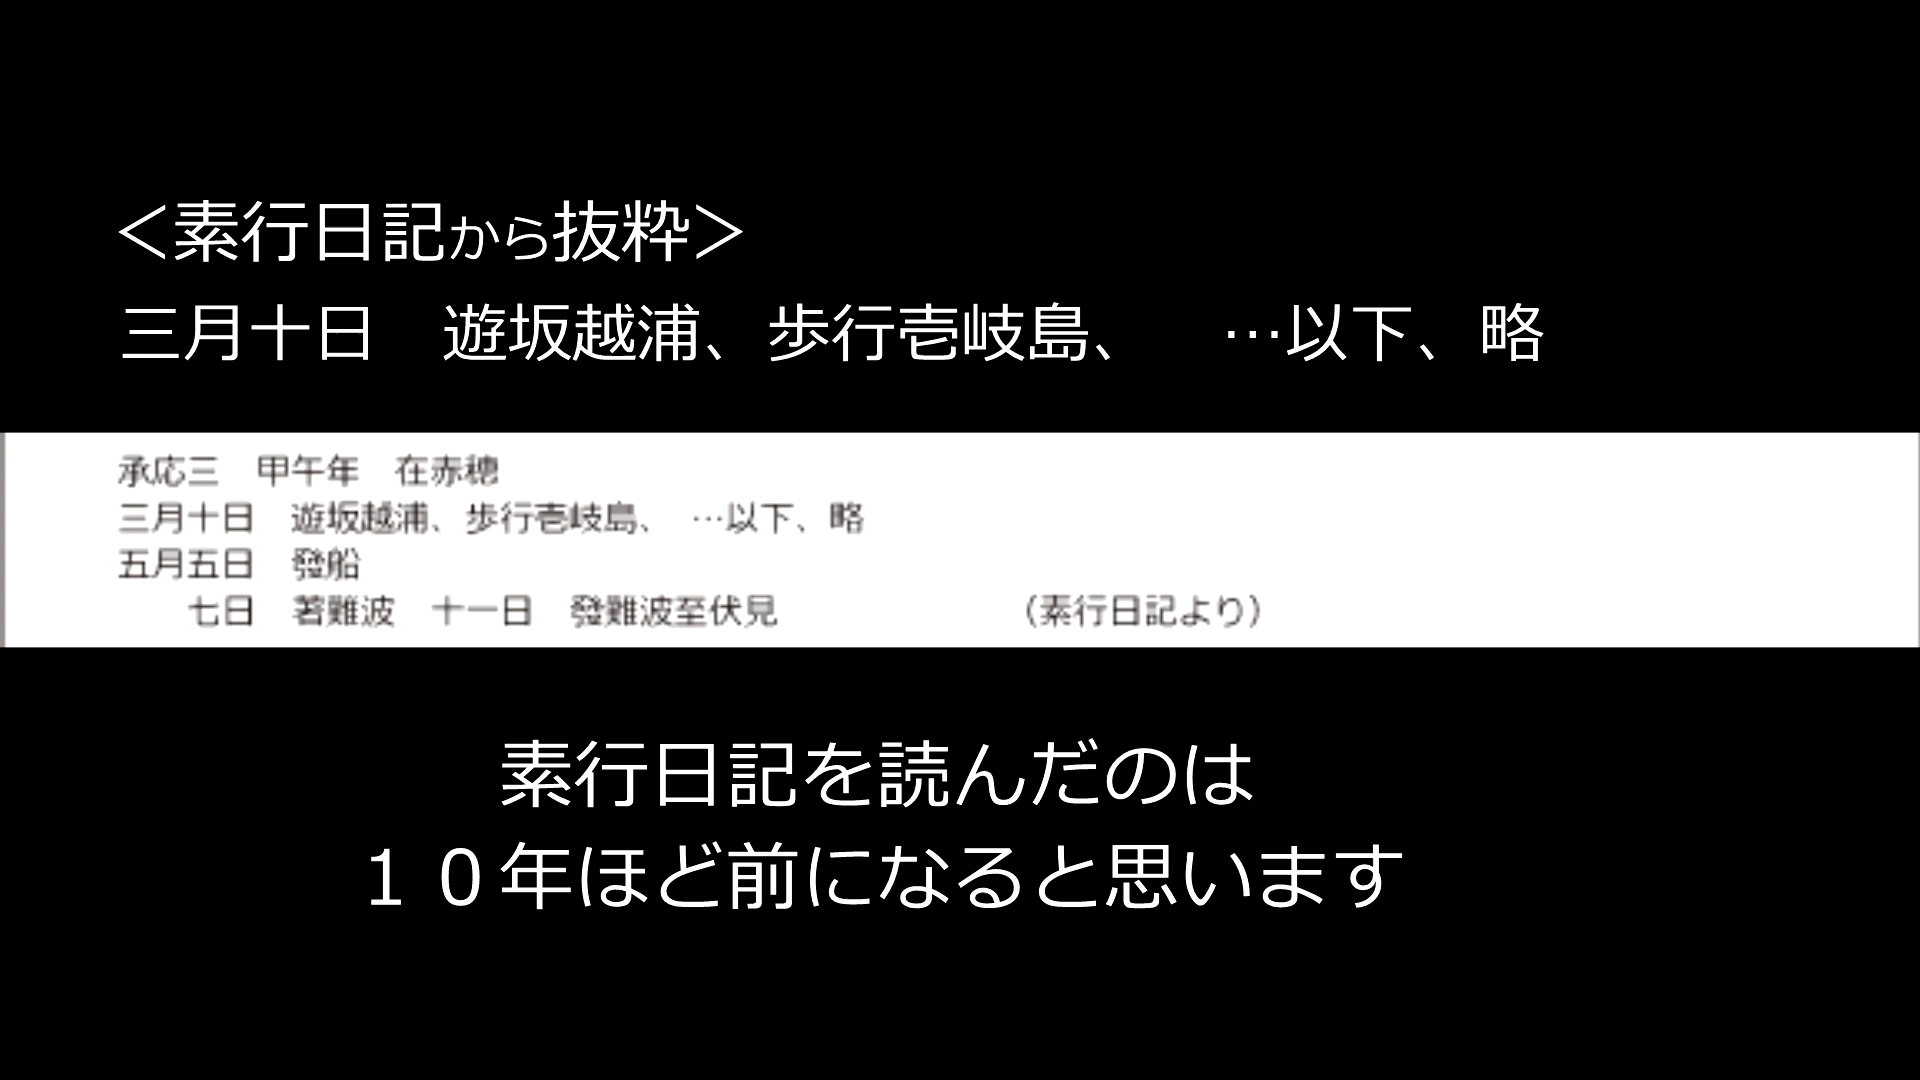 ＜素行日記から抜粋＞
三月十日　遊坂越浦、歩行壱岐島、　…以下、略
承応三　甲午年　在赤穂
三月十日　遊坂越浦、歩行壱岐島、　…以下、略
五月五日　發船
七日　著難波　十一日　發難波至伏見　（素行日記より）
素行日記を読んだのは
１０年ほど前になると思います